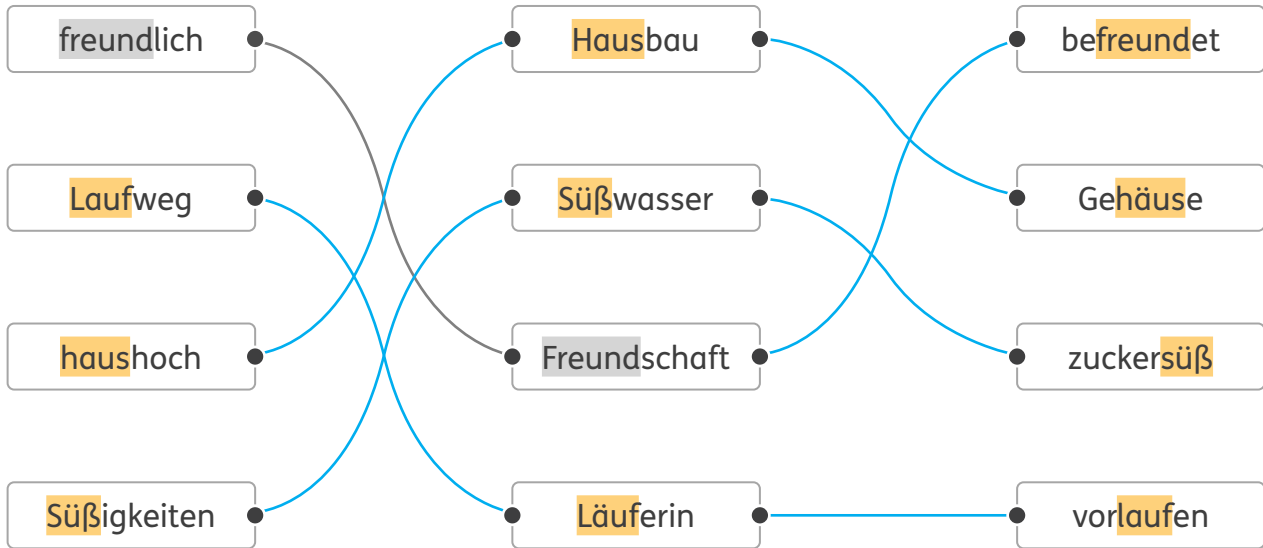 freundlich
Hausbau
befreundet
Laufweg
Süßwasser
Gehäuse
haushoch
Freundschaft
zuckersüß
Süßigkeiten
Läuferin
vorlaufen